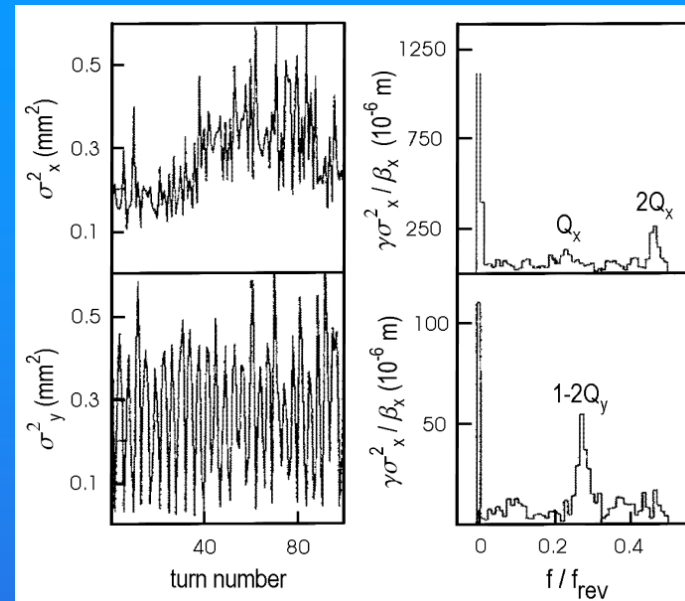 σ²x (mm²)
0.5
0.3
0.1
σ²y (mm²)
0.5
0.3
0.1
40 80
turn number
γσ²x / βx (10⁻⁶ m)
1250
750
250
Qx
2Qx
γσ²x / βx (10⁻⁶ m)
100
50
1-2Qy
0 0.2 0.4
f / frev